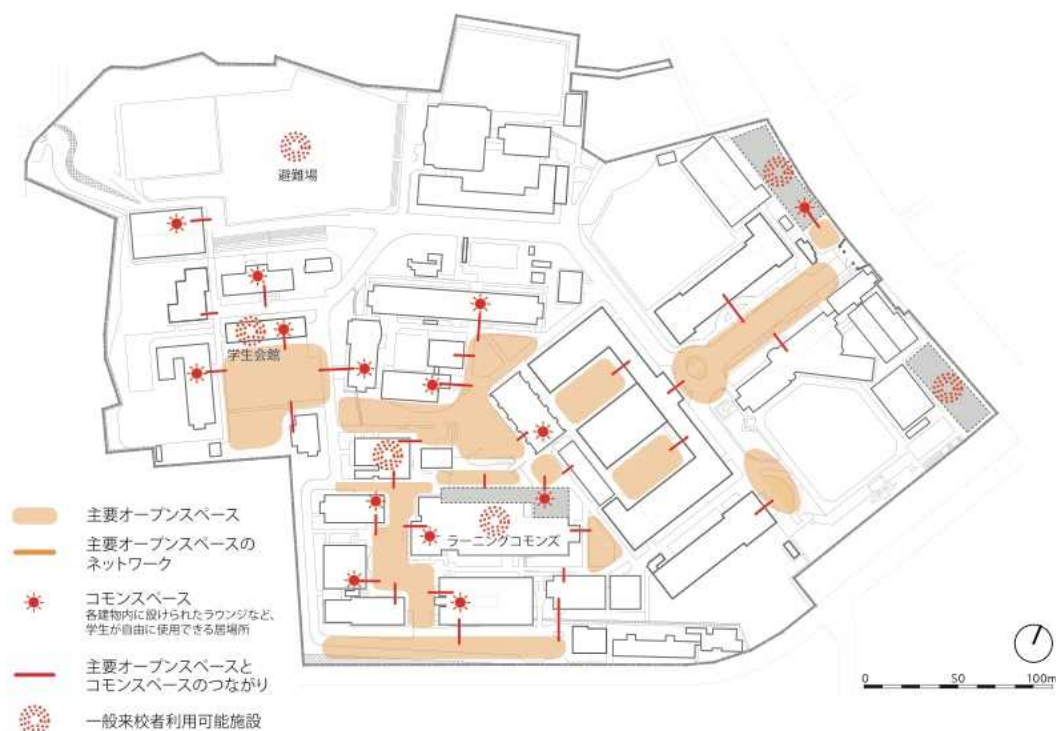 避難場
学生会館
ラーニングコモンズ
主要オープンスペース
主要オープンスペースの
ネットワーク
コモンスペース
各建物内に設けられたラウンジなど、
学生が自由に使用できる居場所
主要オープンスペースと
コモンスペースのつながり
一般来校者利用可能施設
0 50 100m